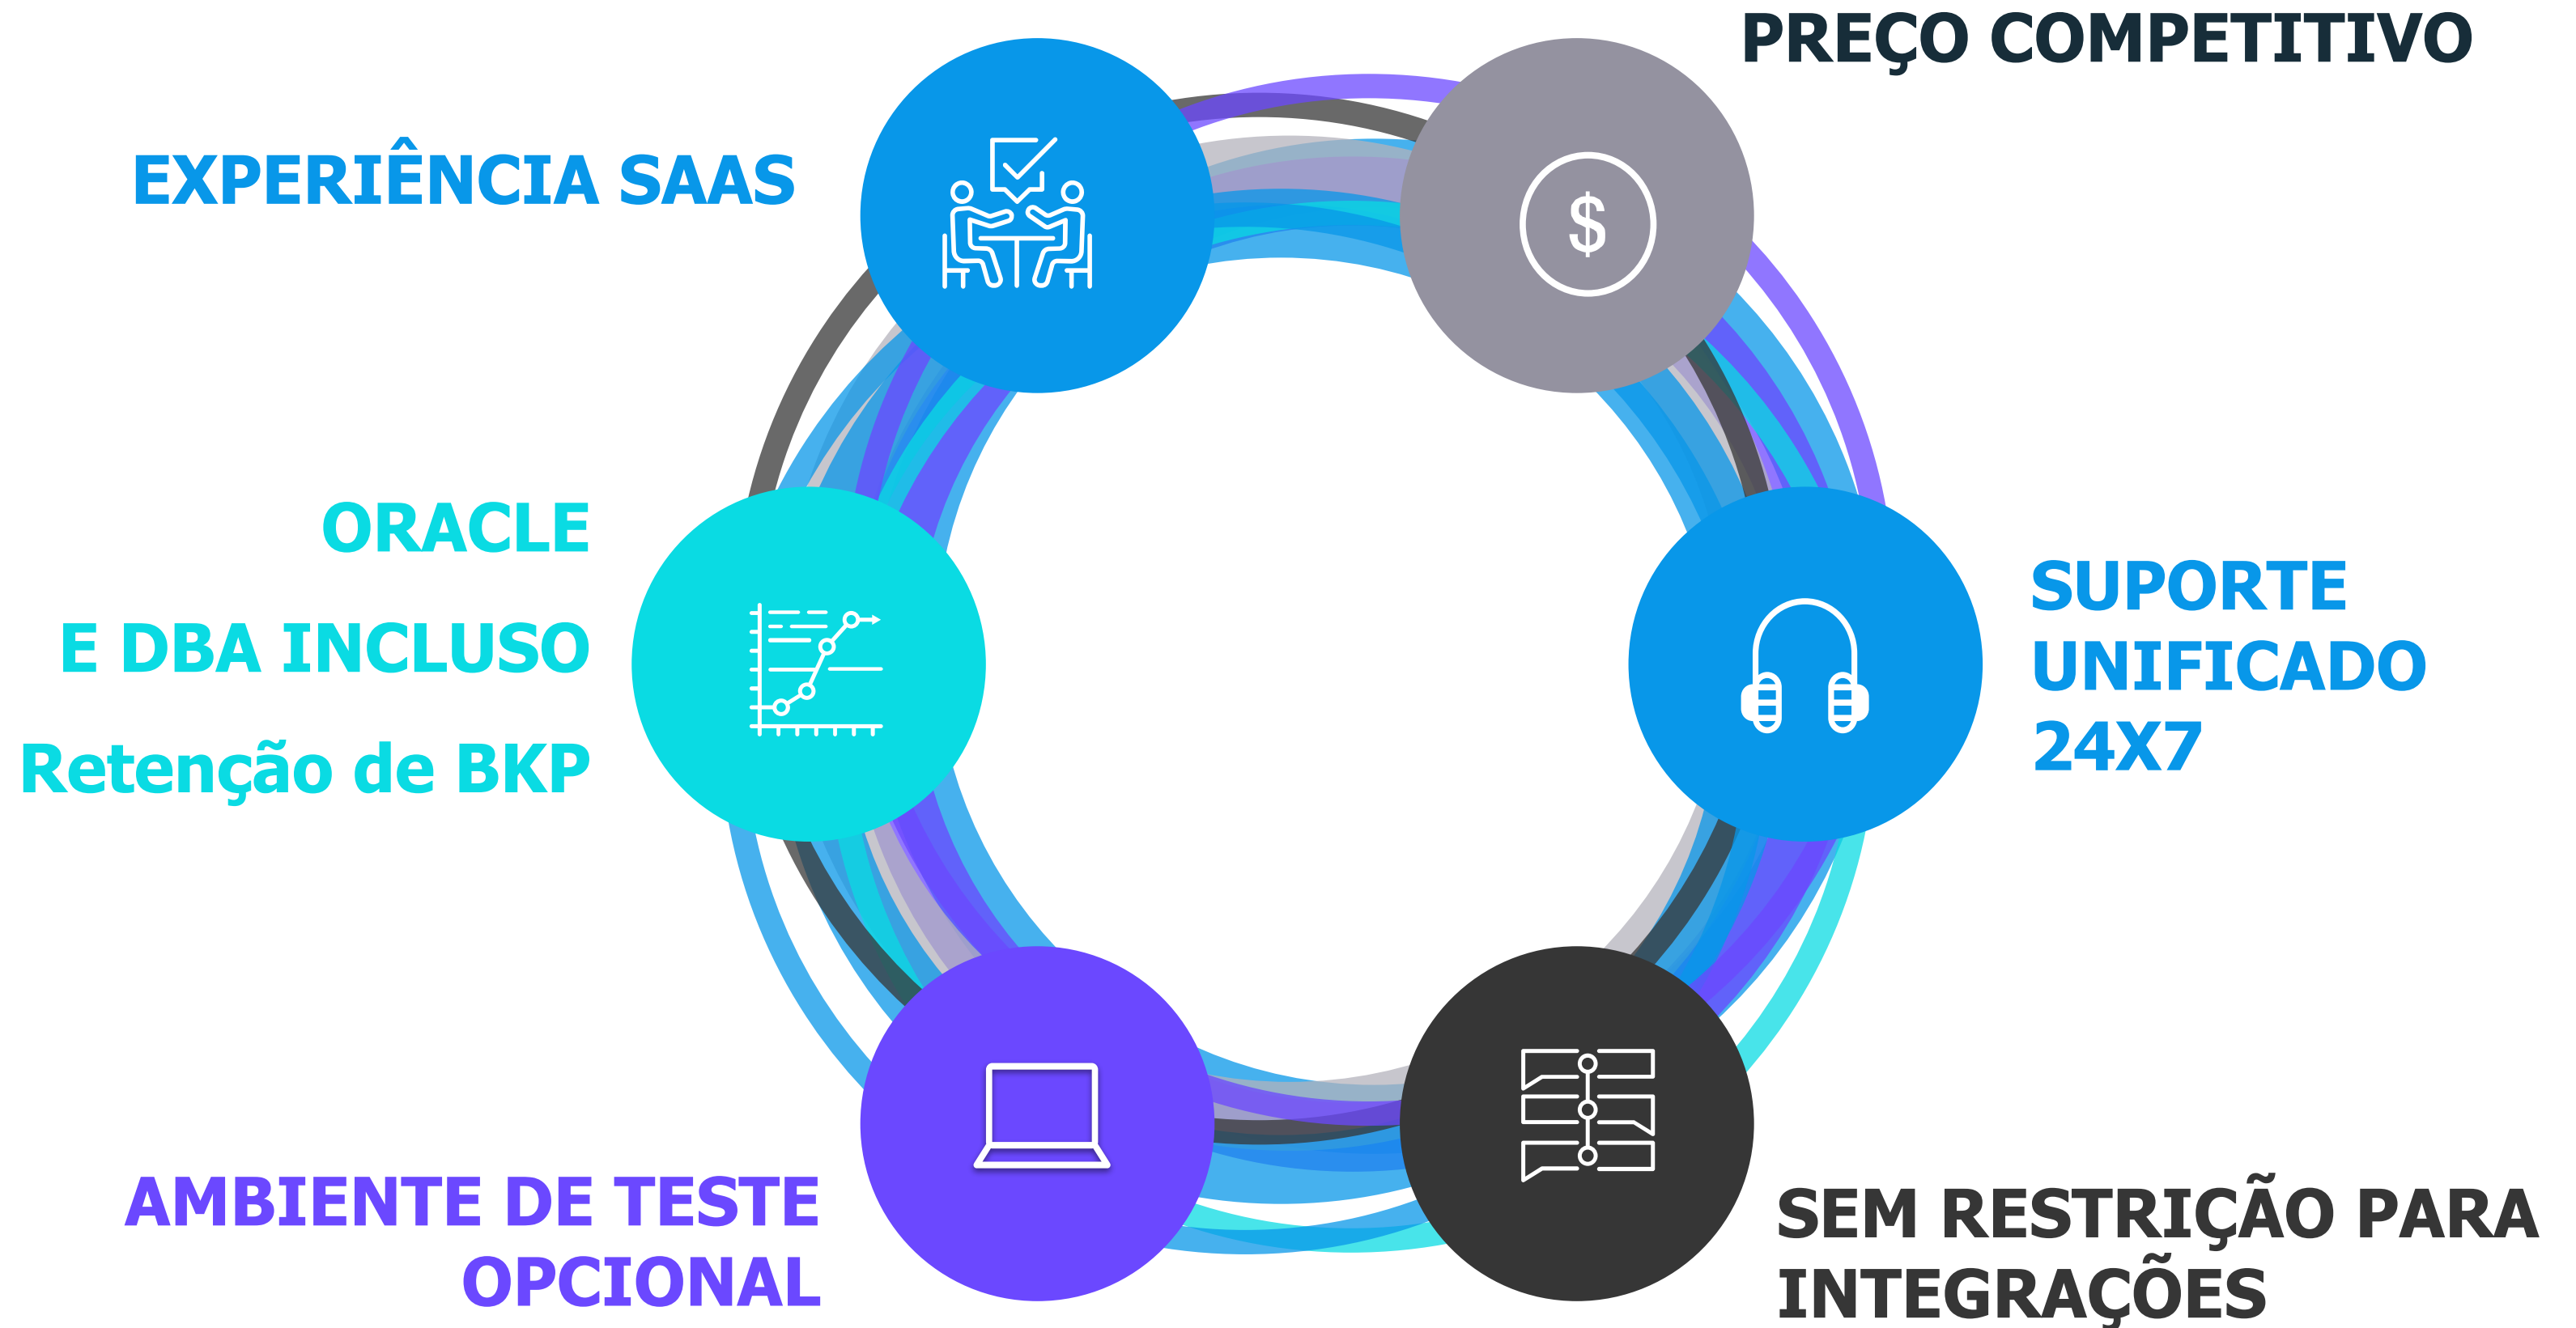 PREÇO COMPETITIVO
EXPERIÊNCIA SAAS
$
ORACLE
E DBA INCLUSO
Retenção de BKP
SUPORTE
UNIFICADO
24X7
AMBIENTE DE TESTE
OPCIONAL
SEM RESTRIÇÃO PARA
INTEGRAÇÕES